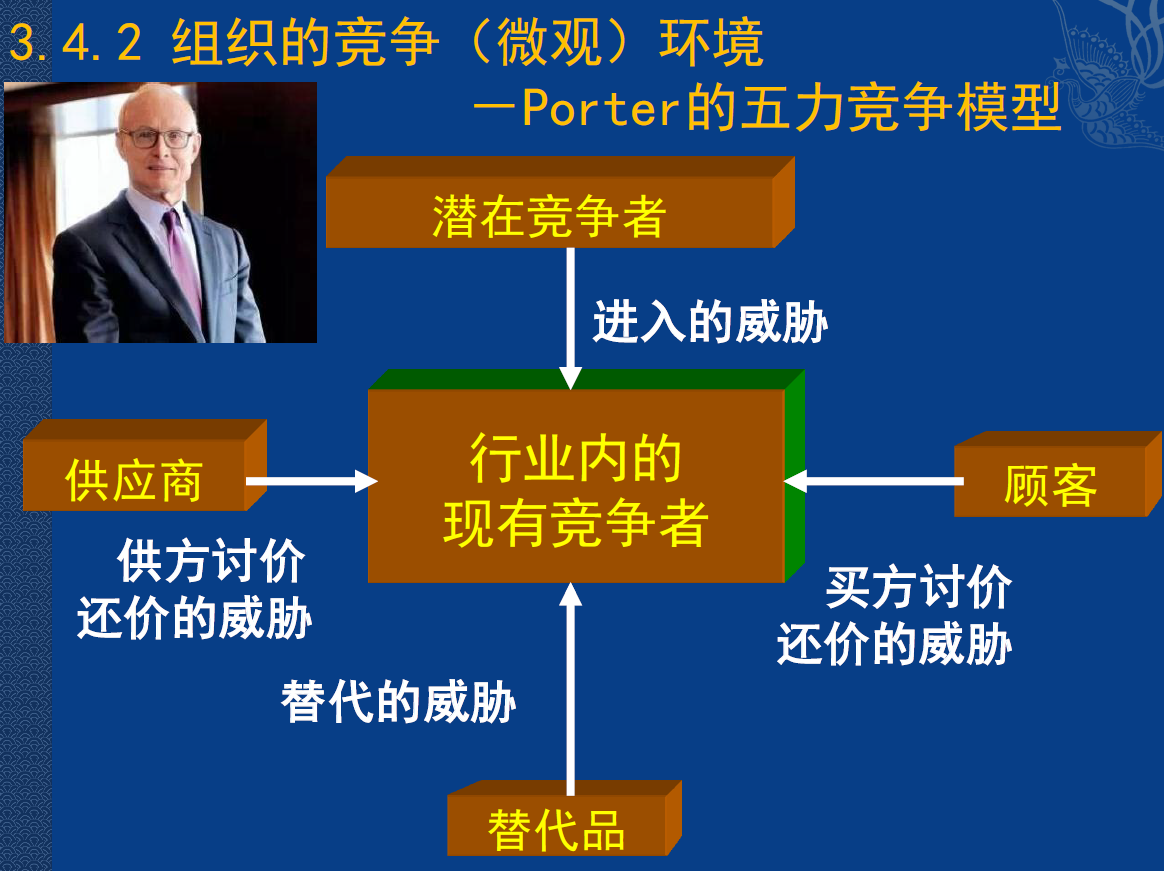 3.4.2 组织的竞争（微观）环境
－Porter的五力竞争模型
潜在竞争者
进入的威胁
行业内的
现有竞争者
供应商
顾客
供方讨价
还价的威胁
买方讨价
还价的威胁
替代的威胁
替代品